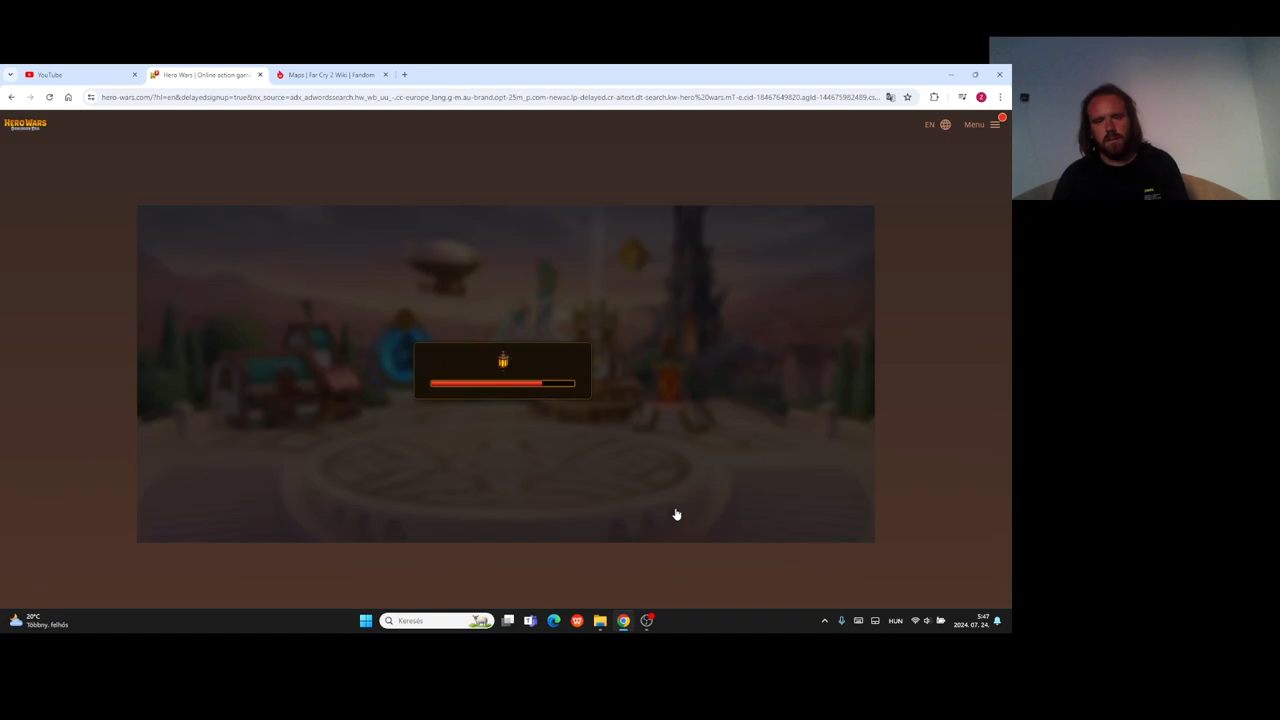 YouTube
Hero Wars | Online action gam
Maps | Far Cry 2 Wiki | Fandom
hero-wars.com/?hl=en&delayedsignup=true&nx_source=adx_adwordssearch.hw_wb_uu_-.cc-europe_lang.g-m.au-brand.opt-25m_p.com-newac.lp-delayed.cr-aitext.dt-search.kw-hero%20wars.mT-e.cid-18467649820.agId-144675982489.cs...
HERO WARS
DOMINION ERA
EN
Menu
20°C
Többny. felhős
Keresés
HUN
5:47
2024. 07. 24.